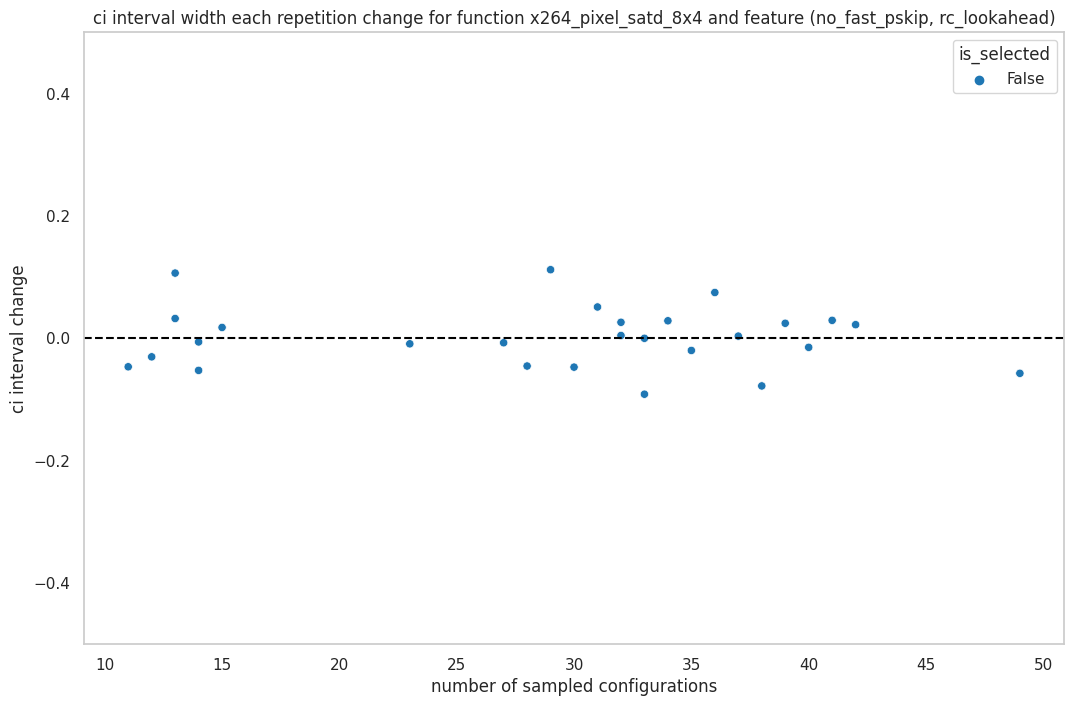 ci interval width each repetition change for function x264_pixel_satd_8x4 and feature (no_fast_pskip, rc_lookahead)
is_selected
False
ci interval change
0.4
0.2
0.0
−0.2
−0.4
10 15 20 25 30 35 40 45 50
number of sampled configurations